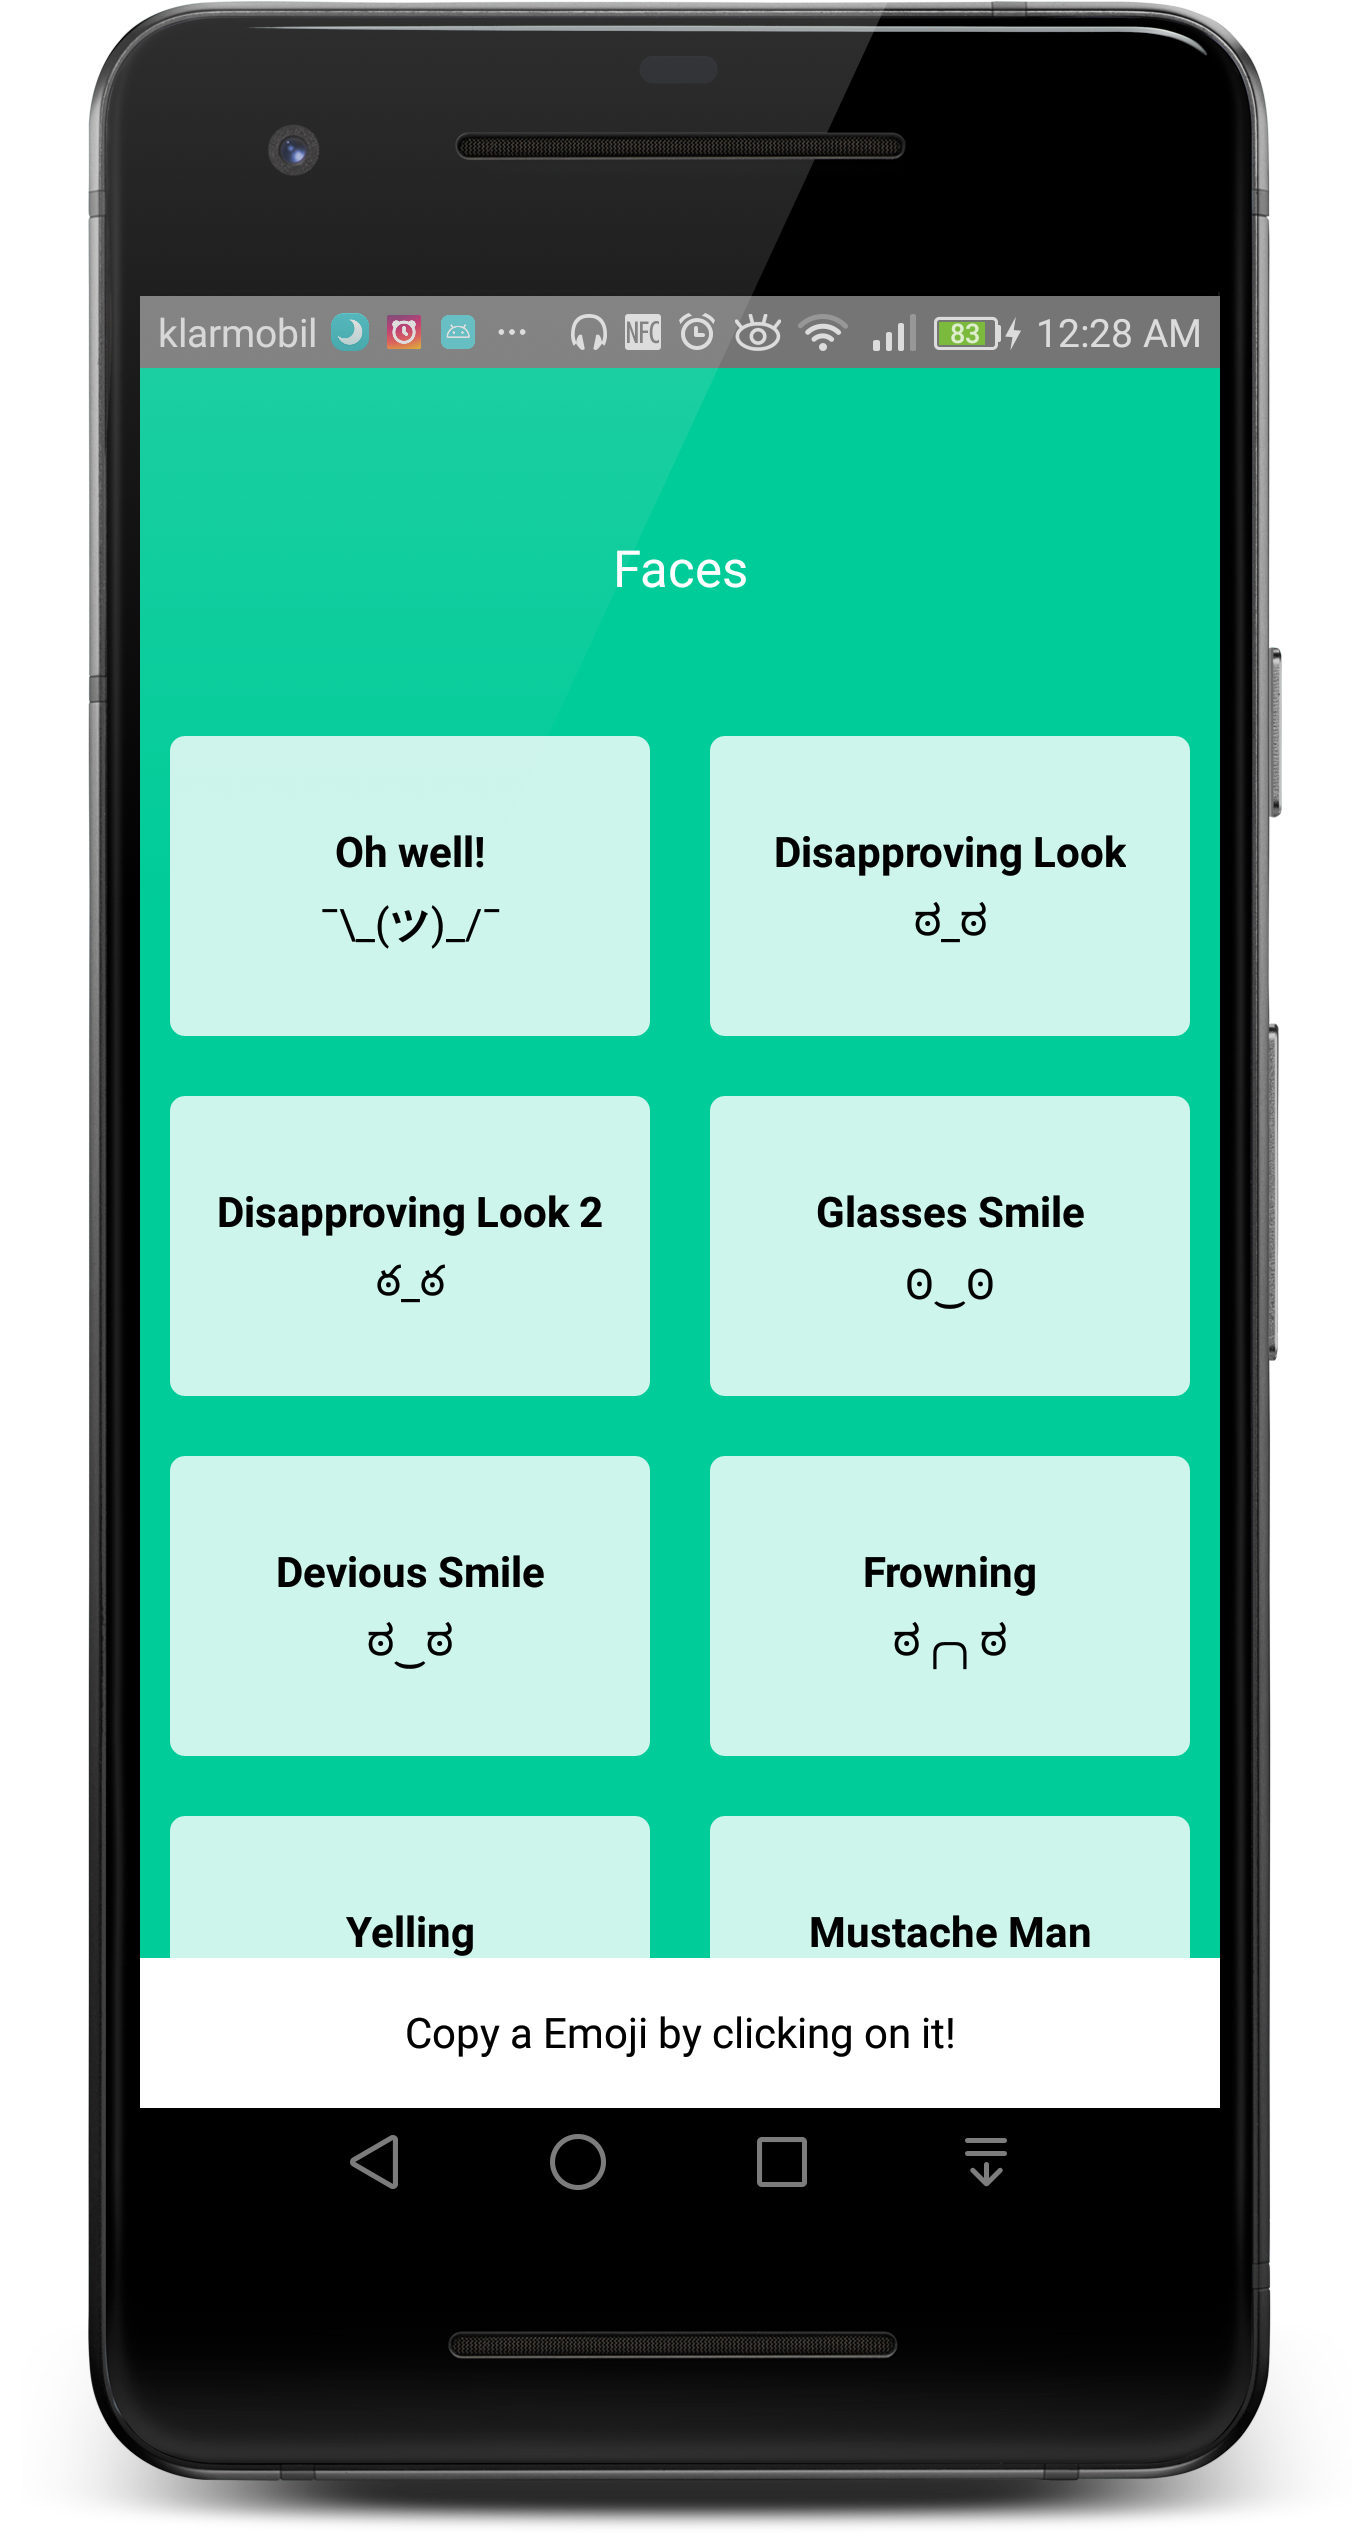 klarmobil NFC 83 12:28 AM
Faces
Oh well!
¯\_(ツ)_/¯
Disapproving Look
ಠ_ಠ
Disapproving Look 2
ఠ_ఠ
Glasses Smile
ʘ‿ʘ
Devious Smile
ಠ‿ಠ
Frowning
ಠ╭╮ಠ
Yelling
Mustache Man
Copy a Emoji by clicking on it!